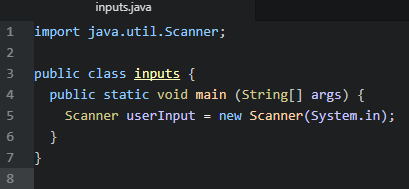 inputs.java
1 import java.util.Scanner;
2
3 public class inputs {
4 public static void main (String[] args) {
5 Scanner userInput = new Scanner(System.in);
6 }
7 }
8